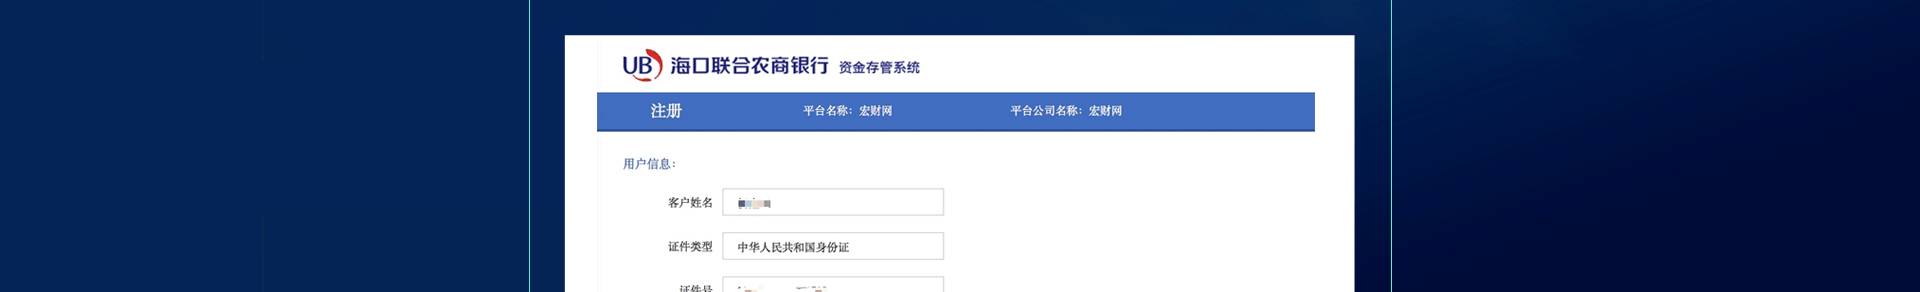 UB 海口联合农商银行 资金存管系统
注册 平台名称：宏财网 平台公司名称：宏财网
用户信息：
客户姓名
证件类型 中华人民共和国身份证
证件号